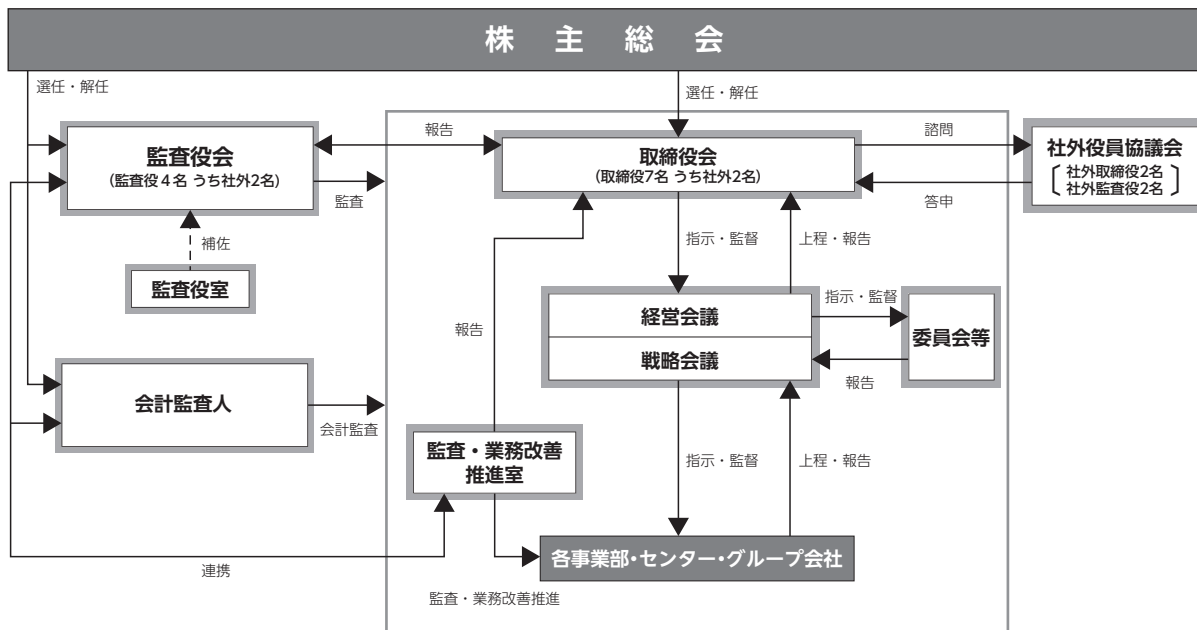 株主総会
選任・解任
選任・解任
監査役会
(監査役4名 うち社外2名)
報告
取締役会
(取締役7名 うち社外2名)
諮問
社外役員協議会
社外取締役2名
社外監査役2名
監査
答申
補佐
監査役室
指示・監督
上程・報告
経営会議
戦略会議
指示・監督
委員会等
報告
報告
会計監査人
会計監査
監査・業務改善
推進室
指示・監督
上程・報告
各事業部・センター・グループ会社
連携
監査・業務改善推進